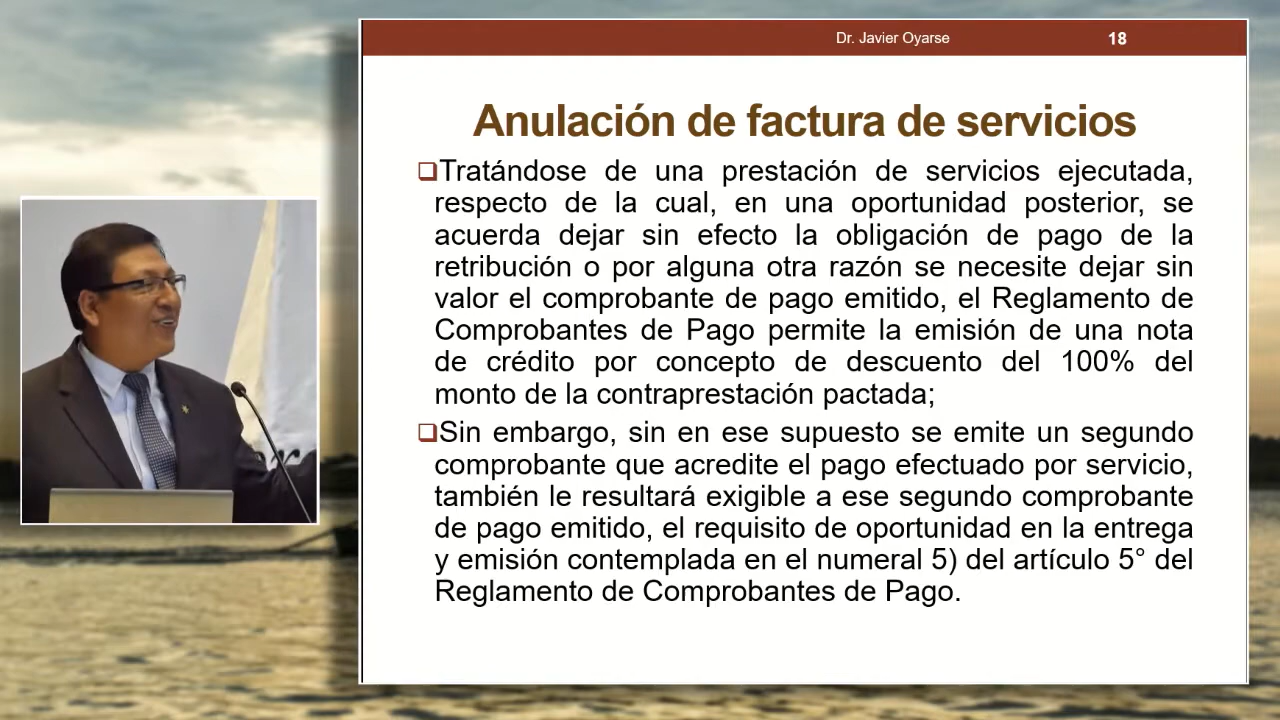 Dr. Javier Oyarse 18
Anulación de factura de servicios
Tratándose de una prestación de servicios ejecutada,
respecto de la cual, en una oportunidad posterior, se
acuerda dejar sin efecto la obligación de pago de la
retribución o por alguna otra razón se necesite dejar sin
valor el comprobante de pago emitido, el Reglamento de
Comprobantes de Pago permite la emisión de una nota
de crédito por concepto de descuento del 100% del
monto de la contraprestación pactada;
Sin embargo, sin en ese supuesto se emite un segundo
comprobante que acredite el pago efectuado por servicio,
también le resultará exigible a ese segundo comprobante
de pago emitido, el requisito de oportunidad en la entrega
y emisión contemplada en el numeral 5) del artículo 5° del
Reglamento de Comprobantes de Pago.